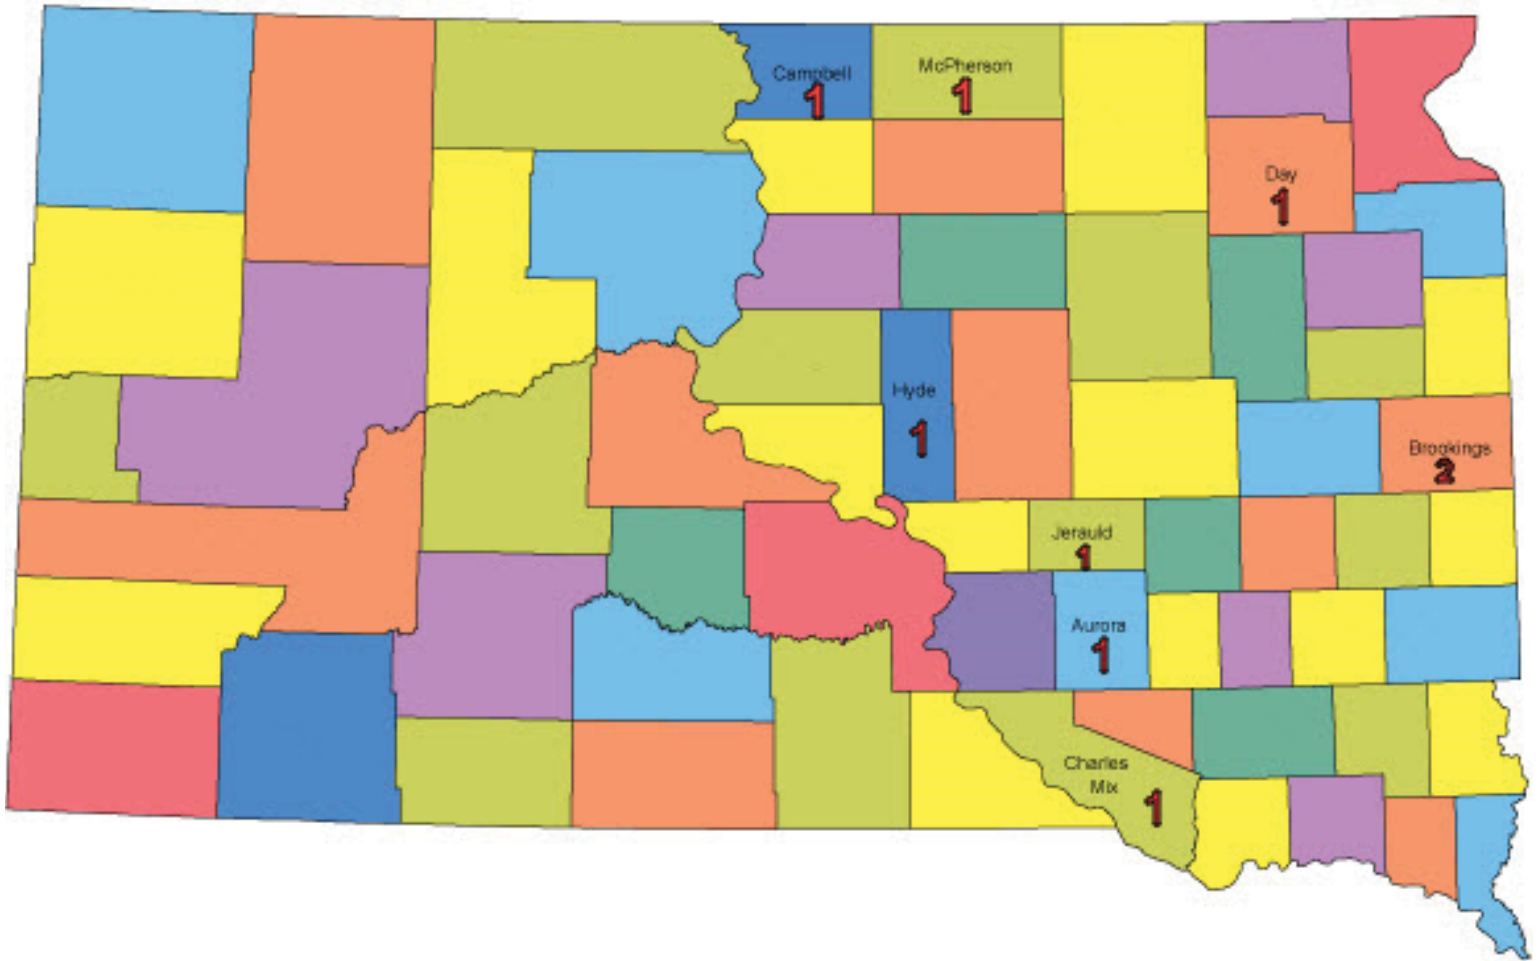 Campbell
1
McPherson
1
Day
1
Hyde
1
Brookings
2
Jerauld
1
Aurora
1
Charles
Mix
1